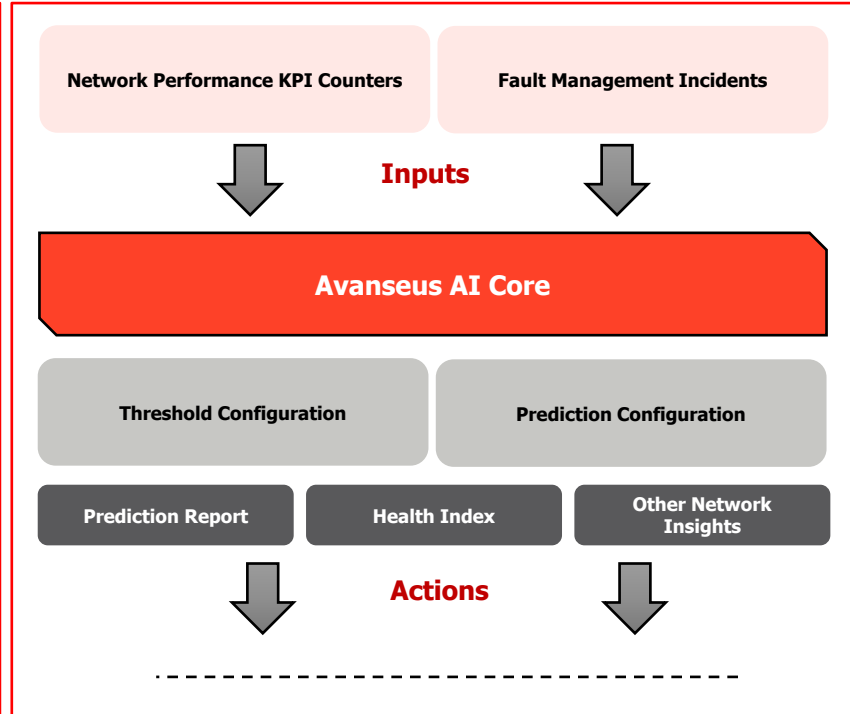 Network Performance KPI Counters
Fault Management Incidents
Inputs
Avanseus AI Core
Threshold Configuration
Prediction Configuration
Prediction Report
Health Index
Other Network
Insights
Actions